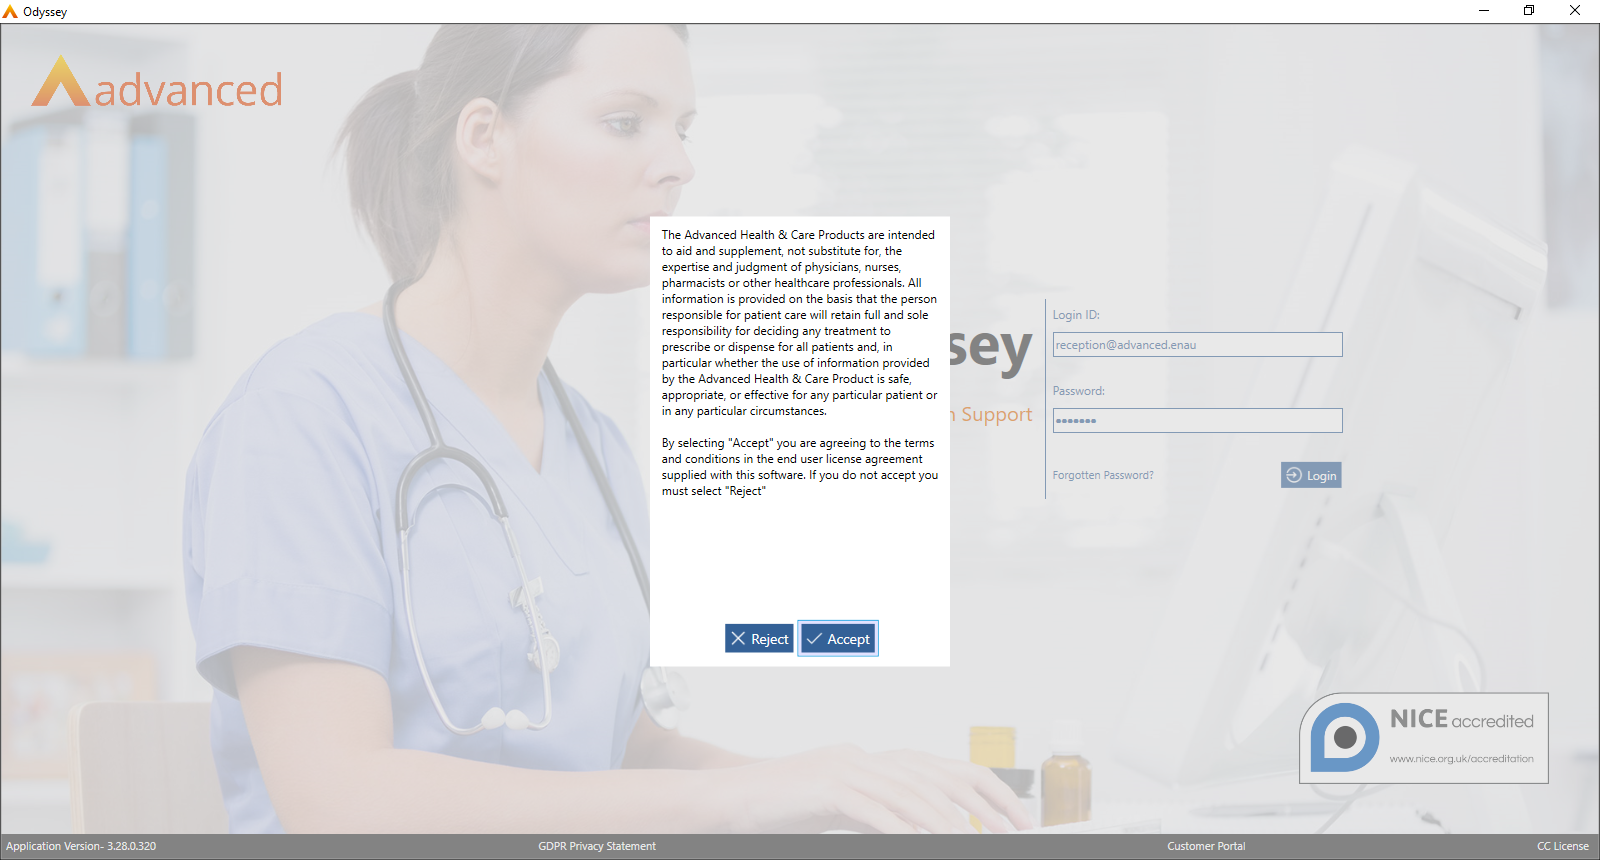 Odyssey
advanced
The Advanced Health & Care Products are intended
to aid and supplement, not substitute for, the
expertise and judgment of physicians, nurses,
pharmacists or other healthcare professionals. All
information is provided on the basis that the person
responsible for patient care will retain full and sole
responsibility for deciding any treatment to
prescribe or dispense for all patients and, in
particular whether the use of information provided
by the Advanced Health & Care Product is safe,
appropriate, or effective for any particular patient or
in any particular circumstances.
By selecting "Accept" you are agreeing to the terms
and conditions in the end user license agreement
supplied with this software. If you do not accept you
must select "Reject"
Reject
Accept
sey
Support
Login ID:
reception@advanced.enau
Password:
•••••••
Forgotten Password?
Login
NICE accredited
www.nice.org.uk/accreditation
Application Version- 3.28.0.320
GDPR Privacy Statement
Customer Portal
CC License